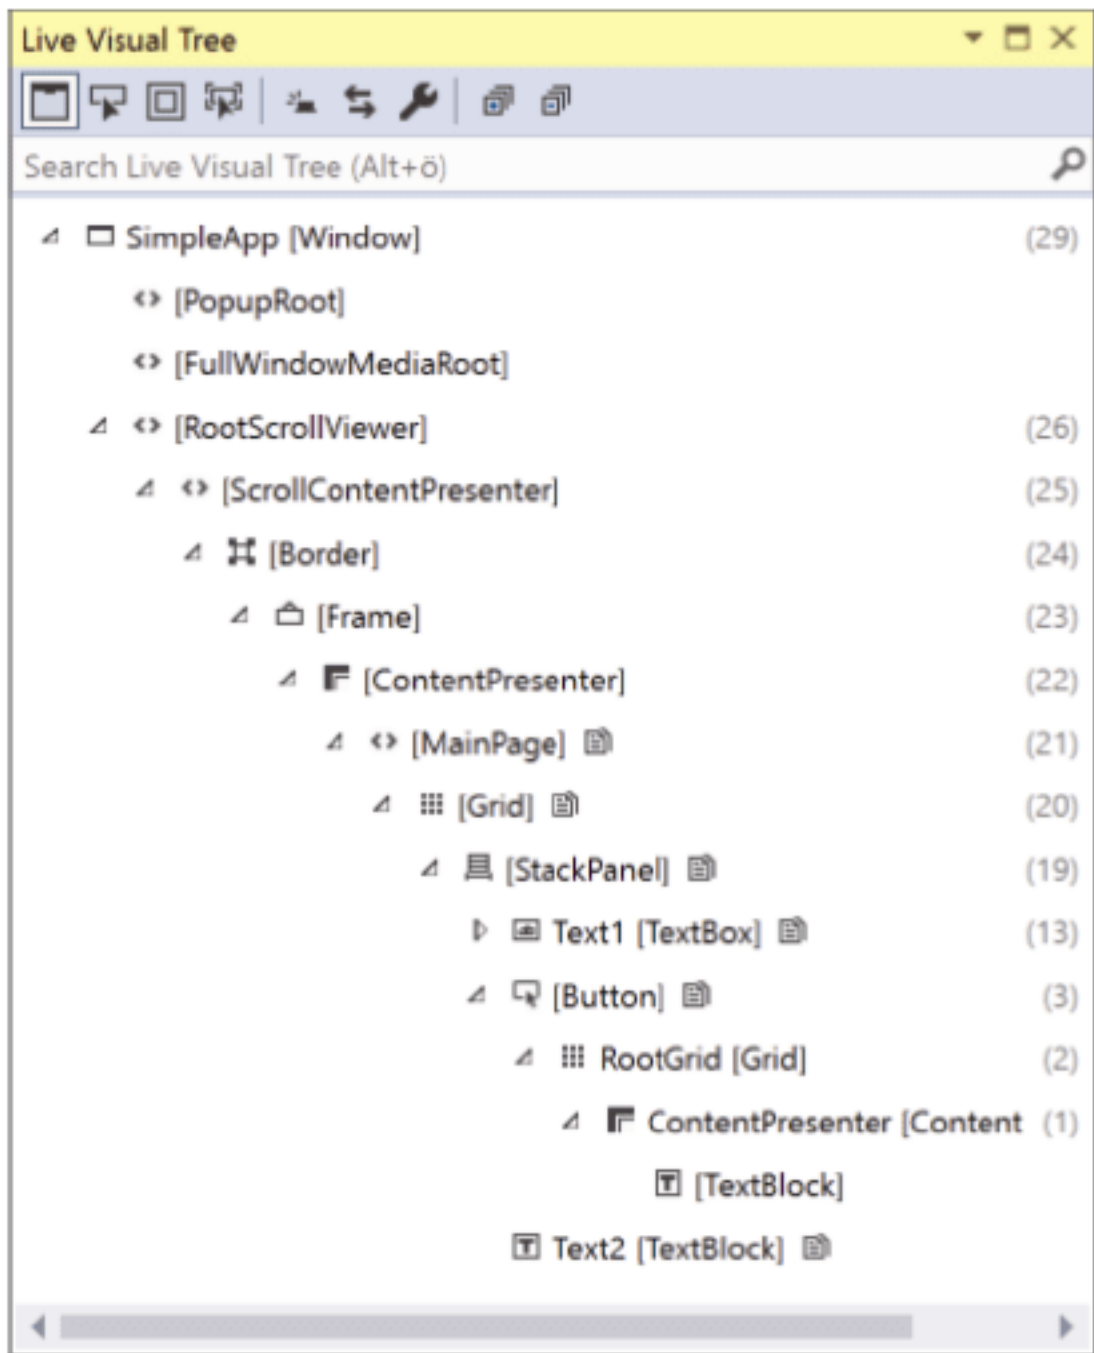 Live Visual Tree
Search Live Visual Tree (Alt+ö)
SimpleApp [Window] (29)
[PopupRoot]
[FullWindowMediaRoot]
[RootScrollViewer] (26)
[ScrollContentPresenter] (25)
[Border] (24)
[Frame] (23)
[ContentPresenter] (22)
[MainPage] (21)
[Grid] (20)
[StackPanel] (19)
Text1 [TextBox] (13)
[Button] (3)
RootGrid [Grid] (2)
ContentPresenter [Content (1)
[TextBlock]
Text2 [TextBlock]